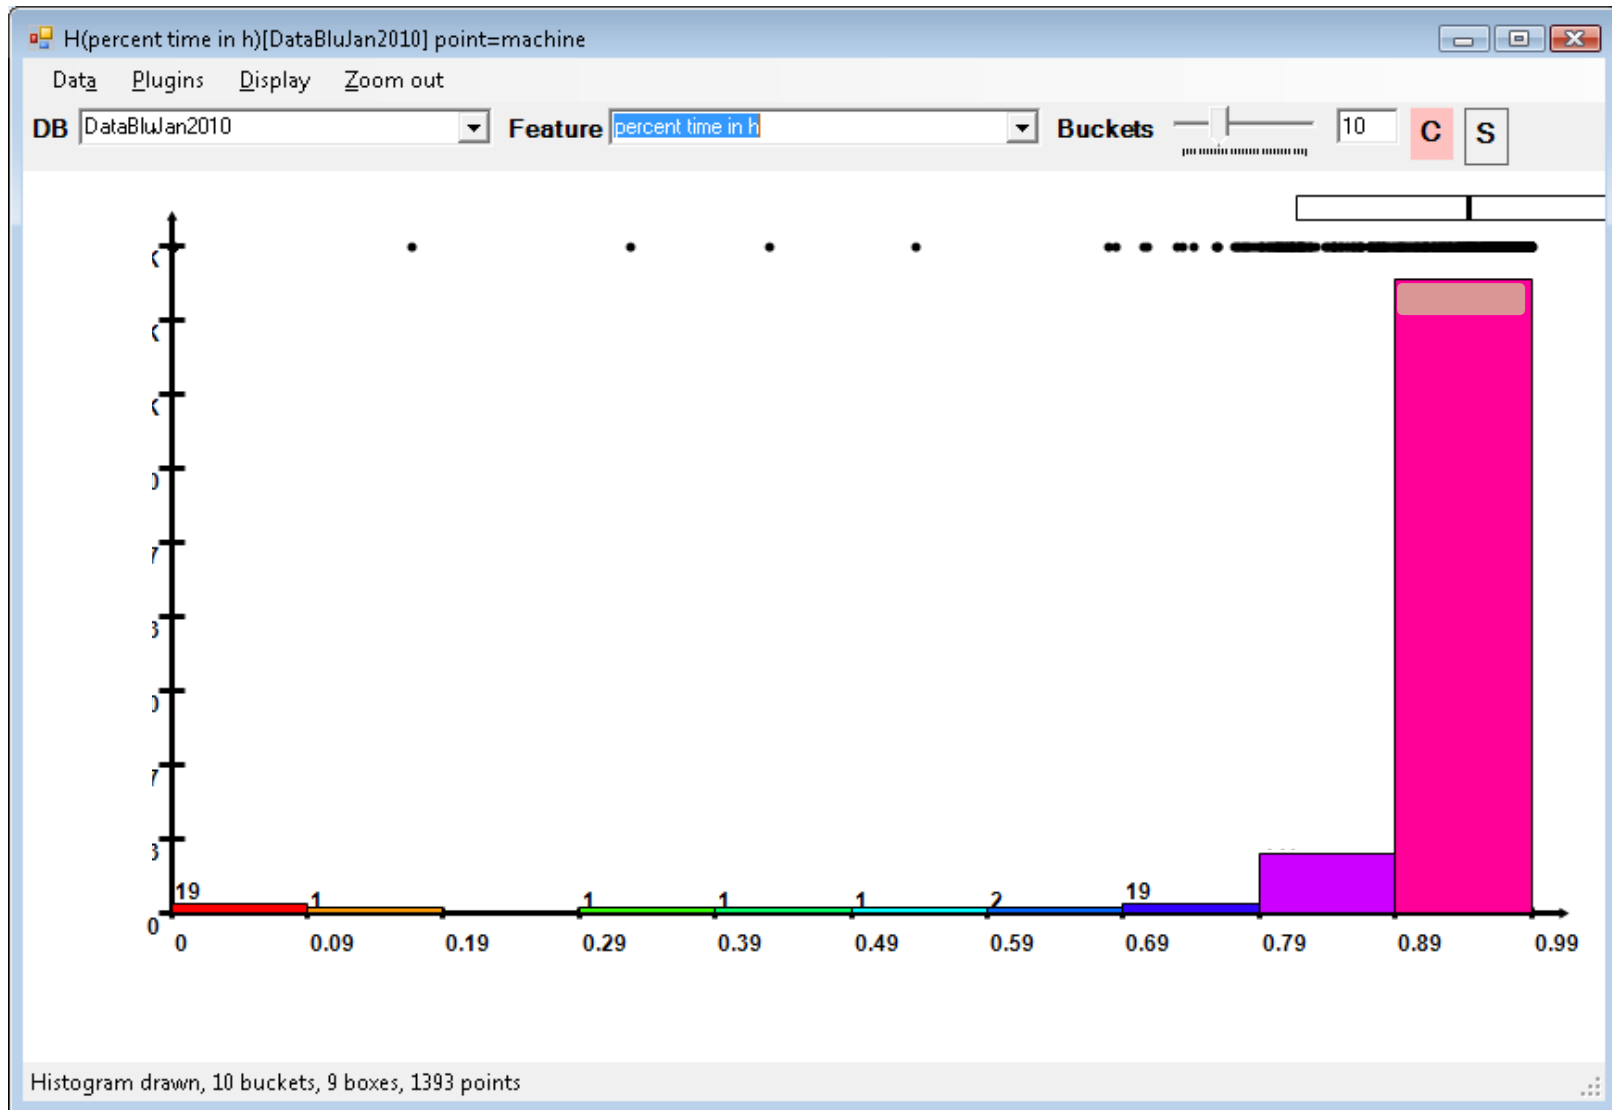 H(percent time in h)[DataBluJan2010] point=machine
Data Plugins Display Zoom out
DB DataBluJan2010 Feature percent time in h Buckets 10 C S
19 1 1 1 1 2 19
0
0 0.09 0.19 0.29 0.39 0.49 0.59 0.69 0.79 0.89 0.99
Histogram drawn, 10 buckets, 9 boxes, 1393 points